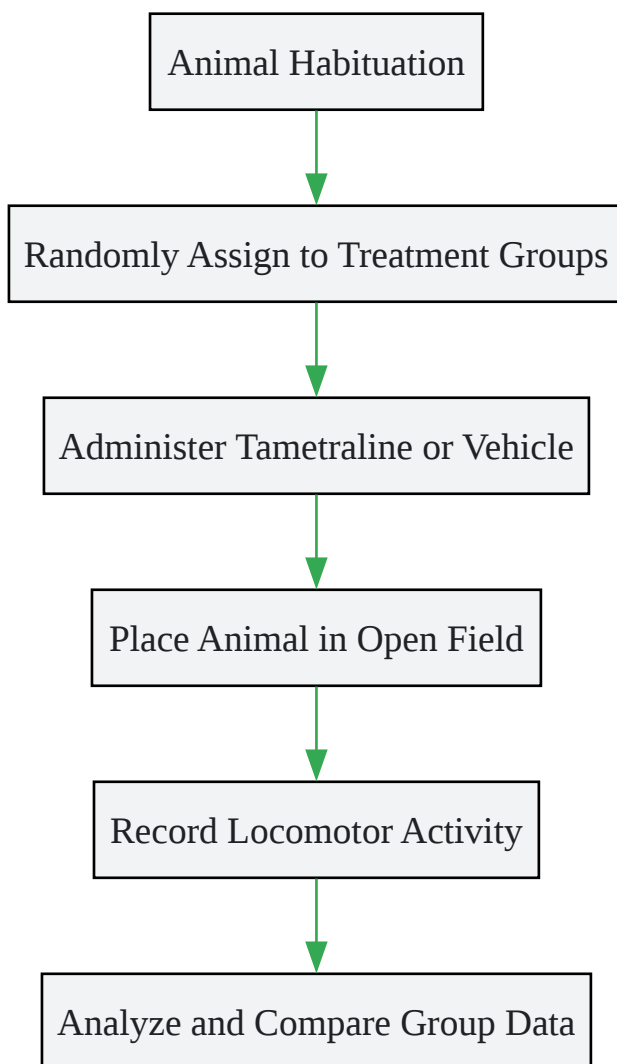 Animal Habituation
Randomly Assign to Treatment Groups
Administer Tametraline or Vehicle
Place Animal in Open Field
Record Locomotor Activity
Analyze and Compare Group Data